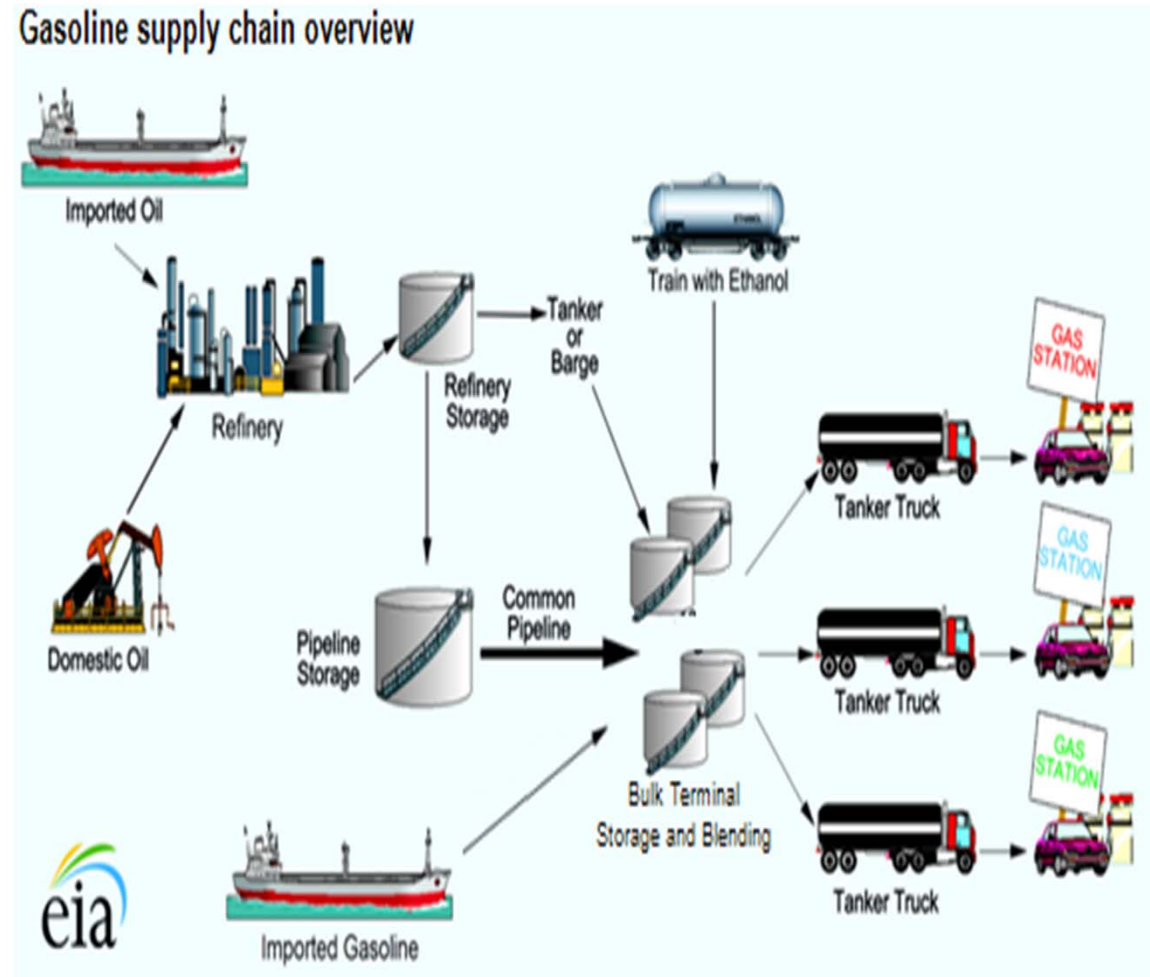 Gasoline supply chain overview
Imported Oil
ETHANOL
Train with Ethanol
Refinery
Refinery
Storage
Tanker
or
Barge
Domestic Oil
Pipeline
Storage
Common
Pipeline
Tanker Truck
GAS
STATION
Tanker Truck
GAS
STATION
Tanker Truck
GAS
STATION
Bulk Terminal
Storage and Blending
Imported Gasoline
eia